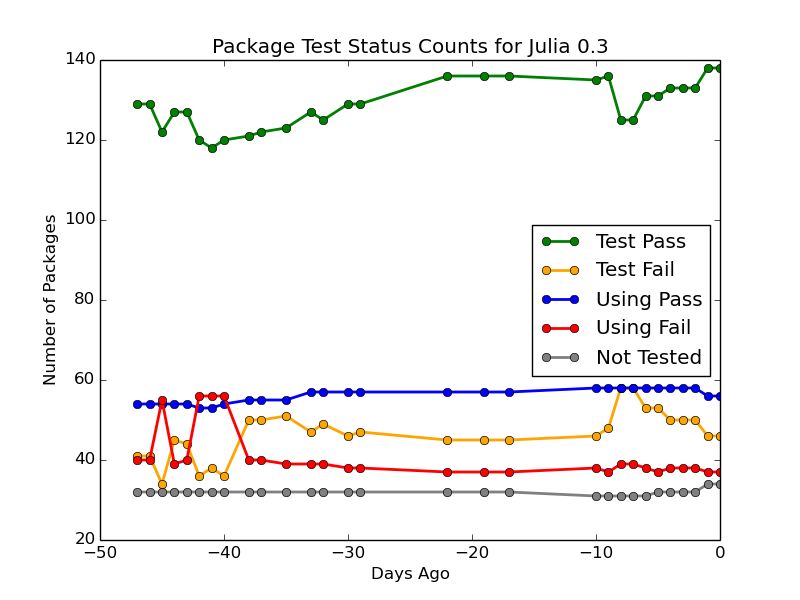 Package Test Status Counts for Julia 0.3
140
120
100
80
60
40
20
Number of Packages
Test Pass
Test Fail
Using Pass
Using Fail
Not Tested
−50 −40 −30 −20 −10 0
Days Ago